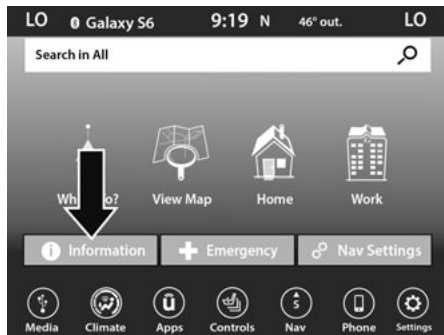 LO Galaxy S6 9:19 N 46° out. LO
Search in All
View Map Home Work
Information Emergency Nav Settings
ū S
Media Climate Apps Controls Nav Phone Settings